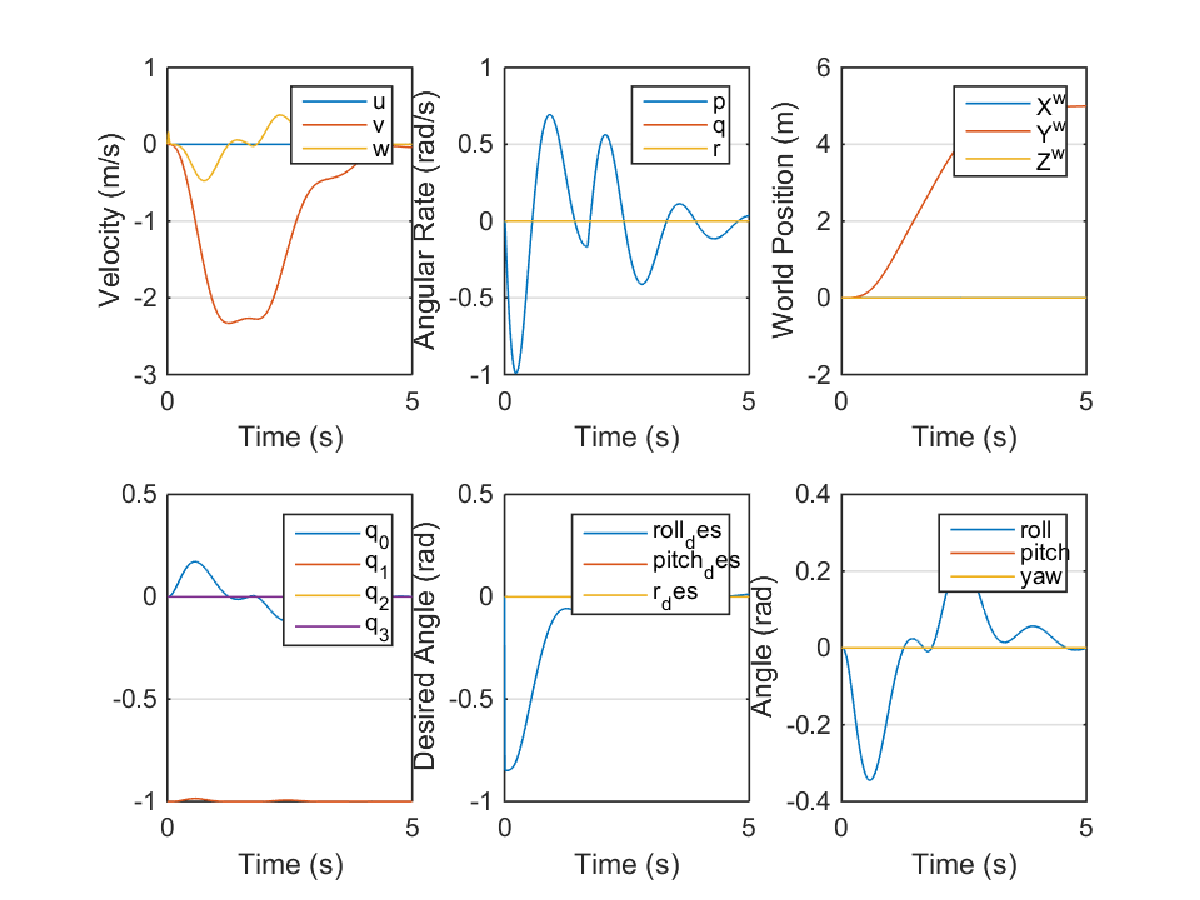 1
0
-1
-2
-3
Velocity (m/s)
0 5
Time (s)
u
v
w
1
0.5
0
-0.5
-1
Angular Rate (rad/s)
0 5
Time (s)
p
q
r
6
4
2
0
-2
World Position (m)
0 5
Time (s)
X^w
Y^w
Z^w
0.5
0
-0.5
-1
0 5
Time (s)
q_0
q_1
q_2
q_3
0.5
0
-0.5
-1
Desired Angle (rad)
0 5
Time (s)
roll_des
pitch_des
r_des
0.4
0.2
0
-0.2
-0.4
Angle (rad)
0 5
Time (s)
roll
pitch
yaw